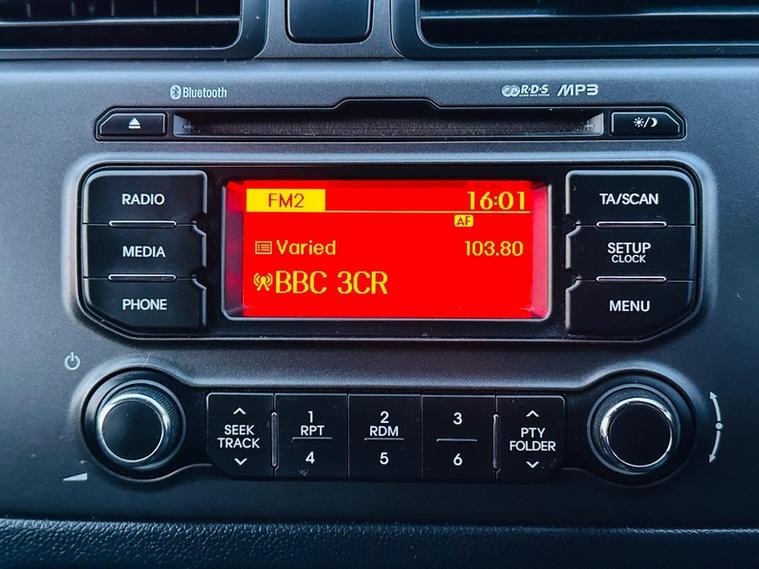 Bluetooth
R·D·S MP3
RADIO
MEDIA
PHONE
FM2 16:01
AF
Varied 103.80
BBC 3CR
TA/SCAN
SETUP
CLOCK
MENU
SEEK
TRACK
1
RPT
4
2
RDM
5
3
6
PTY
FOLDER